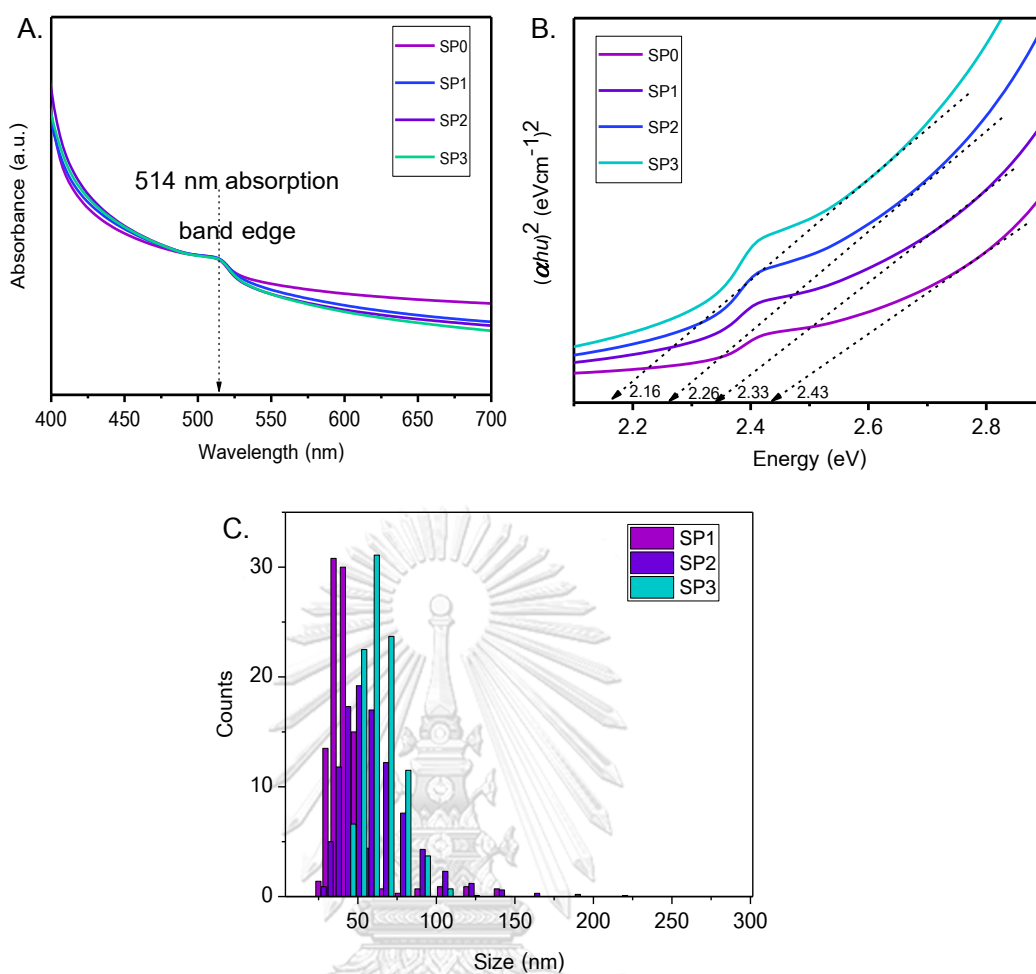 A.
SP0
SP1
SP2
SP3
514 nm absorption
band edge
Absorbance (a.u.)
400 450 500 550 600 650 700
Wavelength (nm)
B.
SP0
SP1
SP2
SP3
(αhu)2 (eVcm-1)2
2.16 2.26 2.33 2.43
2.2 2.4 2.6 2.8
Energy (eV)
C.
SP1
SP2
SP3
Counts
30
20
10
0
50 100 150 200 250 300
Size (nm)